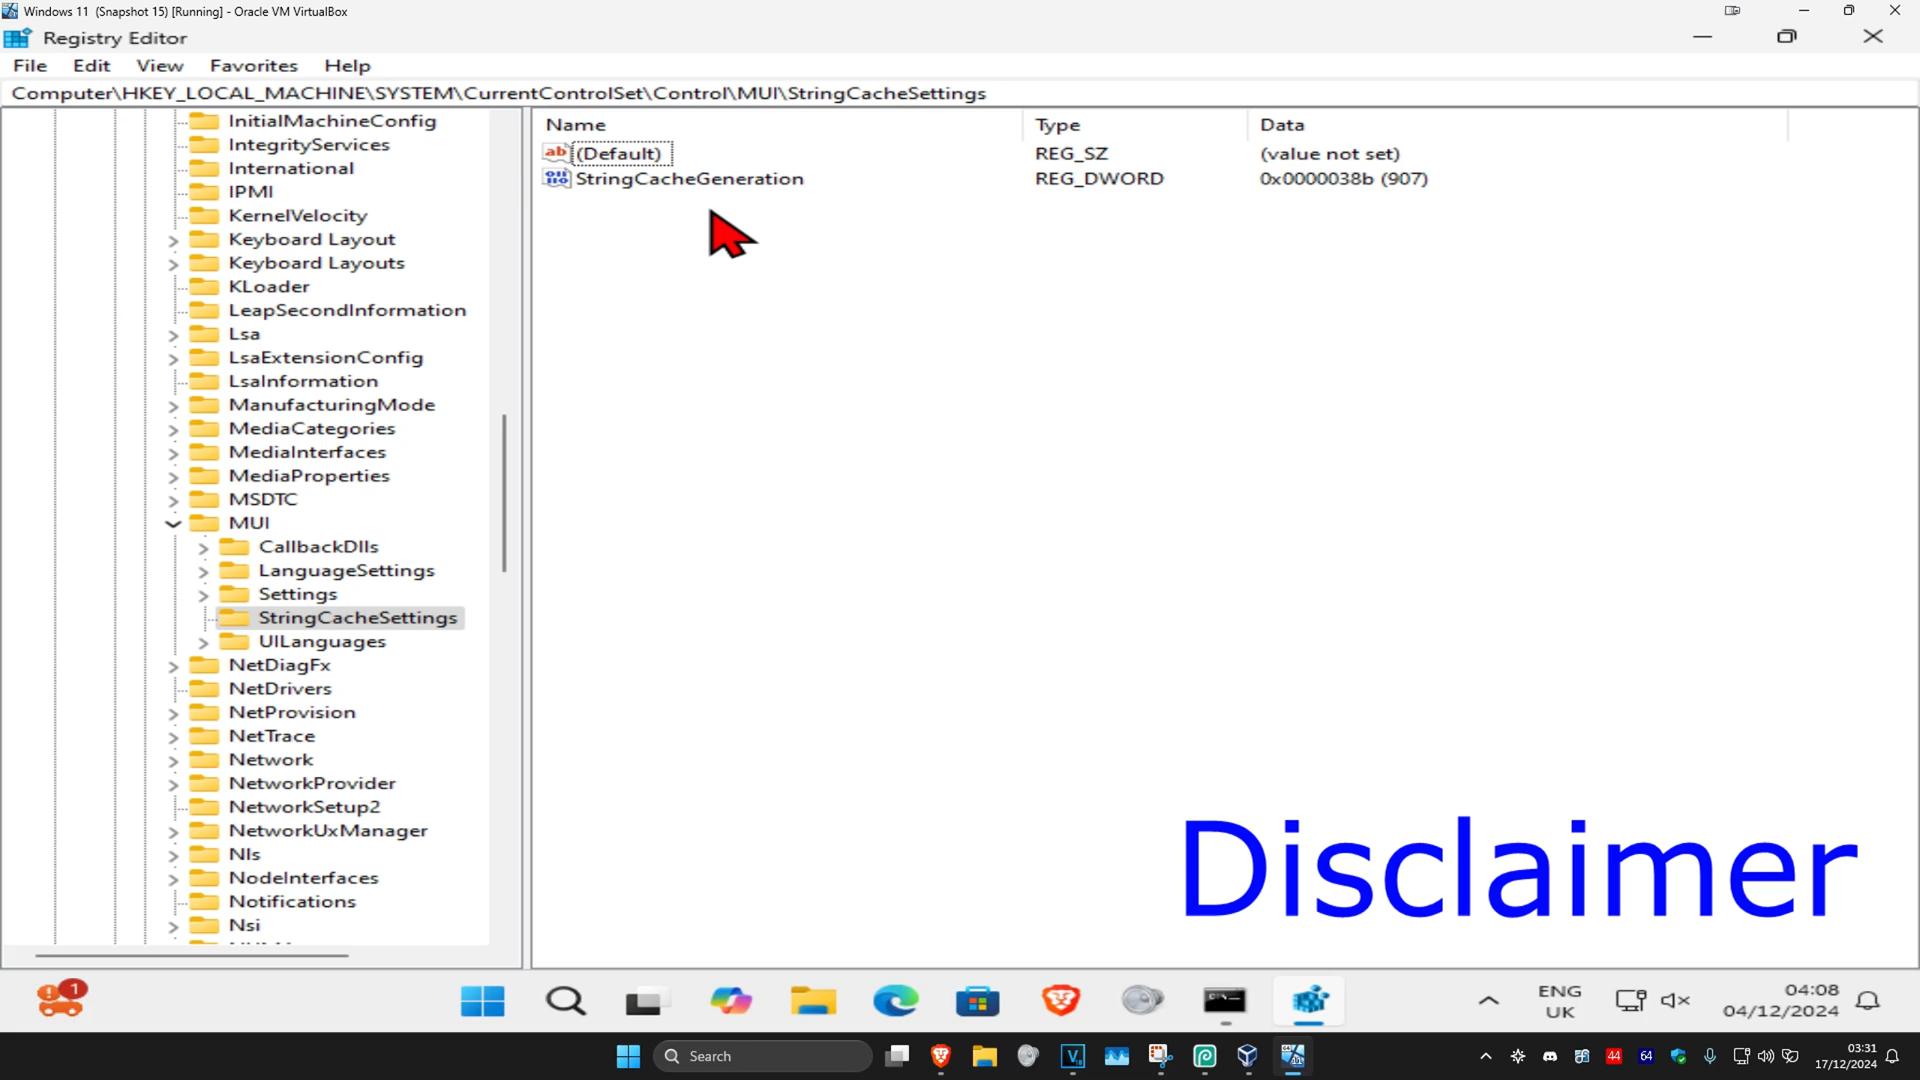 Windows 11 (Snapshot 15) [Running] - Oracle VM VirtualBox
Registry Editor
File Edit View Favorites Help
Computer\HKEY_LOCAL_MACHINE\SYSTEM\CurrentControlSet\Control\MUI\StringCacheSettings
InitialMachineConfig
IntegrityServices
International
IPMI
KernelVelocity
Keyboard Layout
Keyboard Layouts
KLoader
LeapSecondInformation
Lsa
LsaExtensionConfig
LsaInformation
ManufacturingMode
MediaCategories
MediaInterfaces
MediaProperties
MSDTC
MUI
CallbackDlls
LanguageSettings
Settings
StringCacheSettings
UILanguages
NetDiagFx
NetDrivers
NetProvision
NetTrace
Network
NetworkProvider
NetworkSetup2
NetworkUxManager
Nls
NodeInterfaces
Notifications
Nsi
Name Type Data
ab (Default) REG_SZ (value not set)
StringCacheGeneration REG_DWORD 0x0000038b (907)
Disclaimer
1
ENG
UK
04:08
04/12/2024
Search
44
64
03:31
17/12/2024